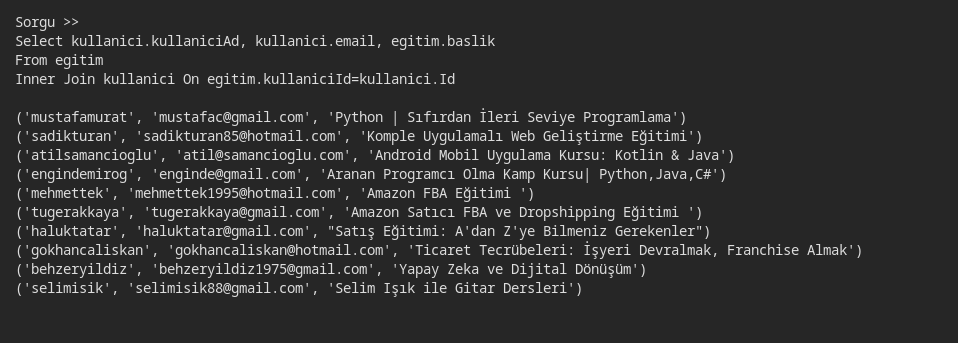 Sorgu >>
Select kullanici.kullaniciAd, kullanici.email, egitim.baslik
From egitim
Inner Join kullanici On egitim.kullaniciId=kullanici.Id
('mustafamurat', 'mustafac@gmail.com', 'Python | Sıfırdan İleri Seviye Programlama')
('sadikturan', 'sadikturan85@hotmail.com', 'Komple Uygulamalı Web Geliştirme Eğitimi')
('atilsamancioglu', 'atil@samancioglu.com', 'Android Mobil Uygulama Kursu: Kotlin & Java')
('engindemirog', 'enginde@gmail.com', 'Aranan Programcı Olma Kamp Kursu| Python,Java,C#')
('mehmettek', 'mehmettek1995@hotmail.com', 'Amazon FBA Eğitimi ')
('tugerakkaya', 'tugerakkaya@gmail.com', 'Amazon Satıcı FBA ve Dropshipping Eğitimi ')
('haluktatar', 'haluktatar@gmail.com', "Satış Eğitimi: A'dan Z'ye Bilmeniz Gerekenler")
('gokhancaliskan', 'gokhancaliskan@hotmail.com', 'Ticaret Tecrübeleri: İşyeri Devralmak, Franchise Almak')
('behzeryildiz', 'behzeryildiz1975@gmail.com', 'Yapay Zeka ve Dijital Dönüşüm')
('selimisik', 'selimisik88@gmail.com', 'Selim Işık ile Gitar Dersleri')